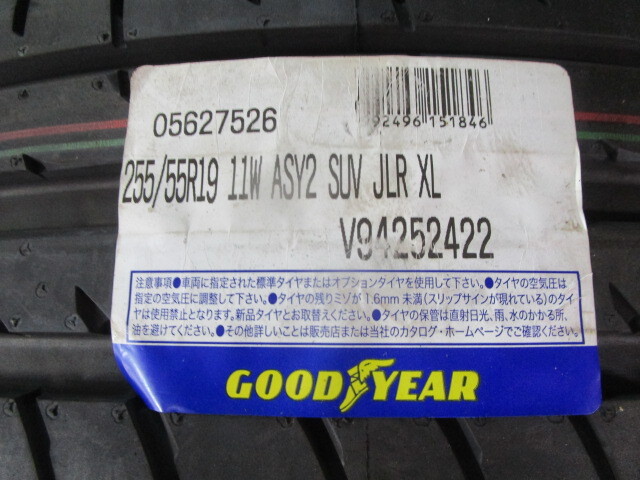 05627526
92496 151846
255/55R19 11W ASY2 SUV JLR XL
V94252422
注意事項●車両に指定された標準タイヤまたはオプションタイヤを使用して下さい。●タイヤの空気圧は
指定の空気圧に調整して下さい。●タイヤの残りミゾが1.6mm未満(スリップサインが現れている)のタイ
ヤは使用禁止となります。新品タイヤとお取替えください。●タイヤの保管は直射日光、雨、水のかかる所、
油を避けてください。●その他詳しいことは販売店または当社のカタログ・ホームページでご確認ください。
GOOD YEAR